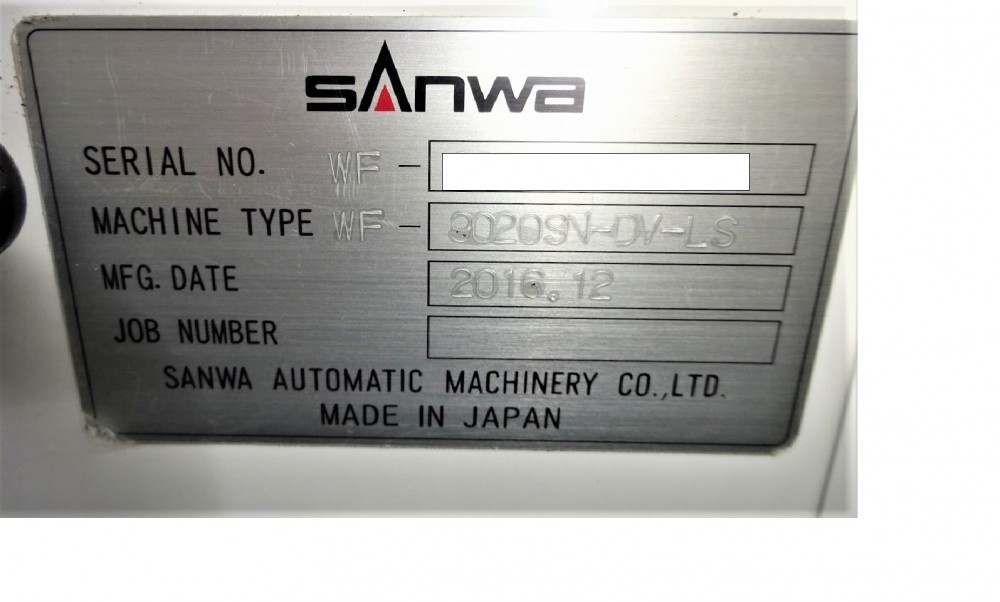 SANWA
SERIAL NO. WF-
MACHINE TYPE WF-8020SV-DV-LS
MFG. DATE 2016.12
JOB NUMBER
SANWA AUTOMATIC MACHINERY CO.,LTD.
MADE IN JAPAN